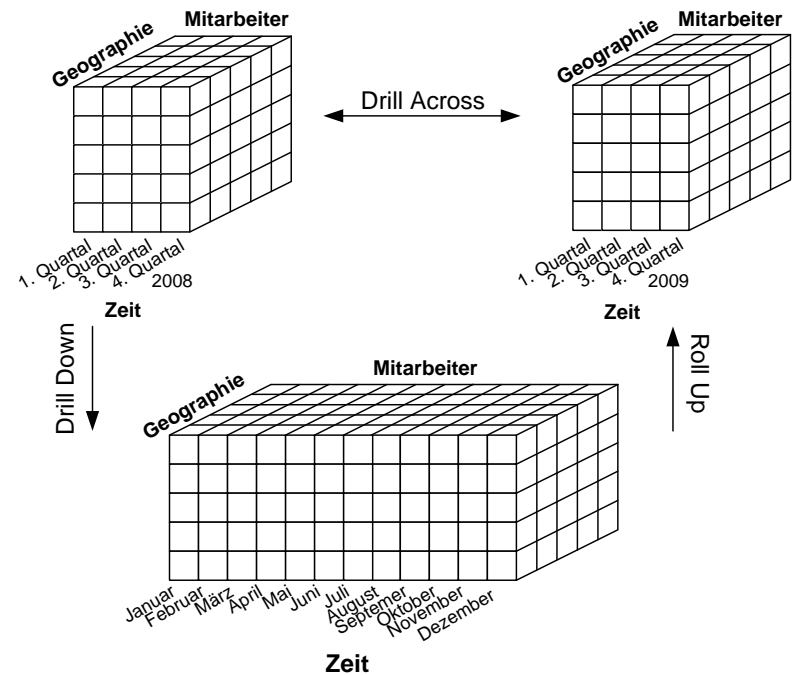 Mitarbeiter
Geographie
1. Quartal
2. Quartal
3. Quartal
4. Quartal
2008
Zeit
Drill Across
Mitarbeiter
Geographie
1. Quartal
2. Quartal
3. Quartal
4. Quartal
2009
Zeit
Drill Down
Roll Up
Mitarbeiter
Geographie
Januar
Februar
März
April
Mai
Juni
Juli
August
Septemer
Oktober
November
Dezember
Zeit